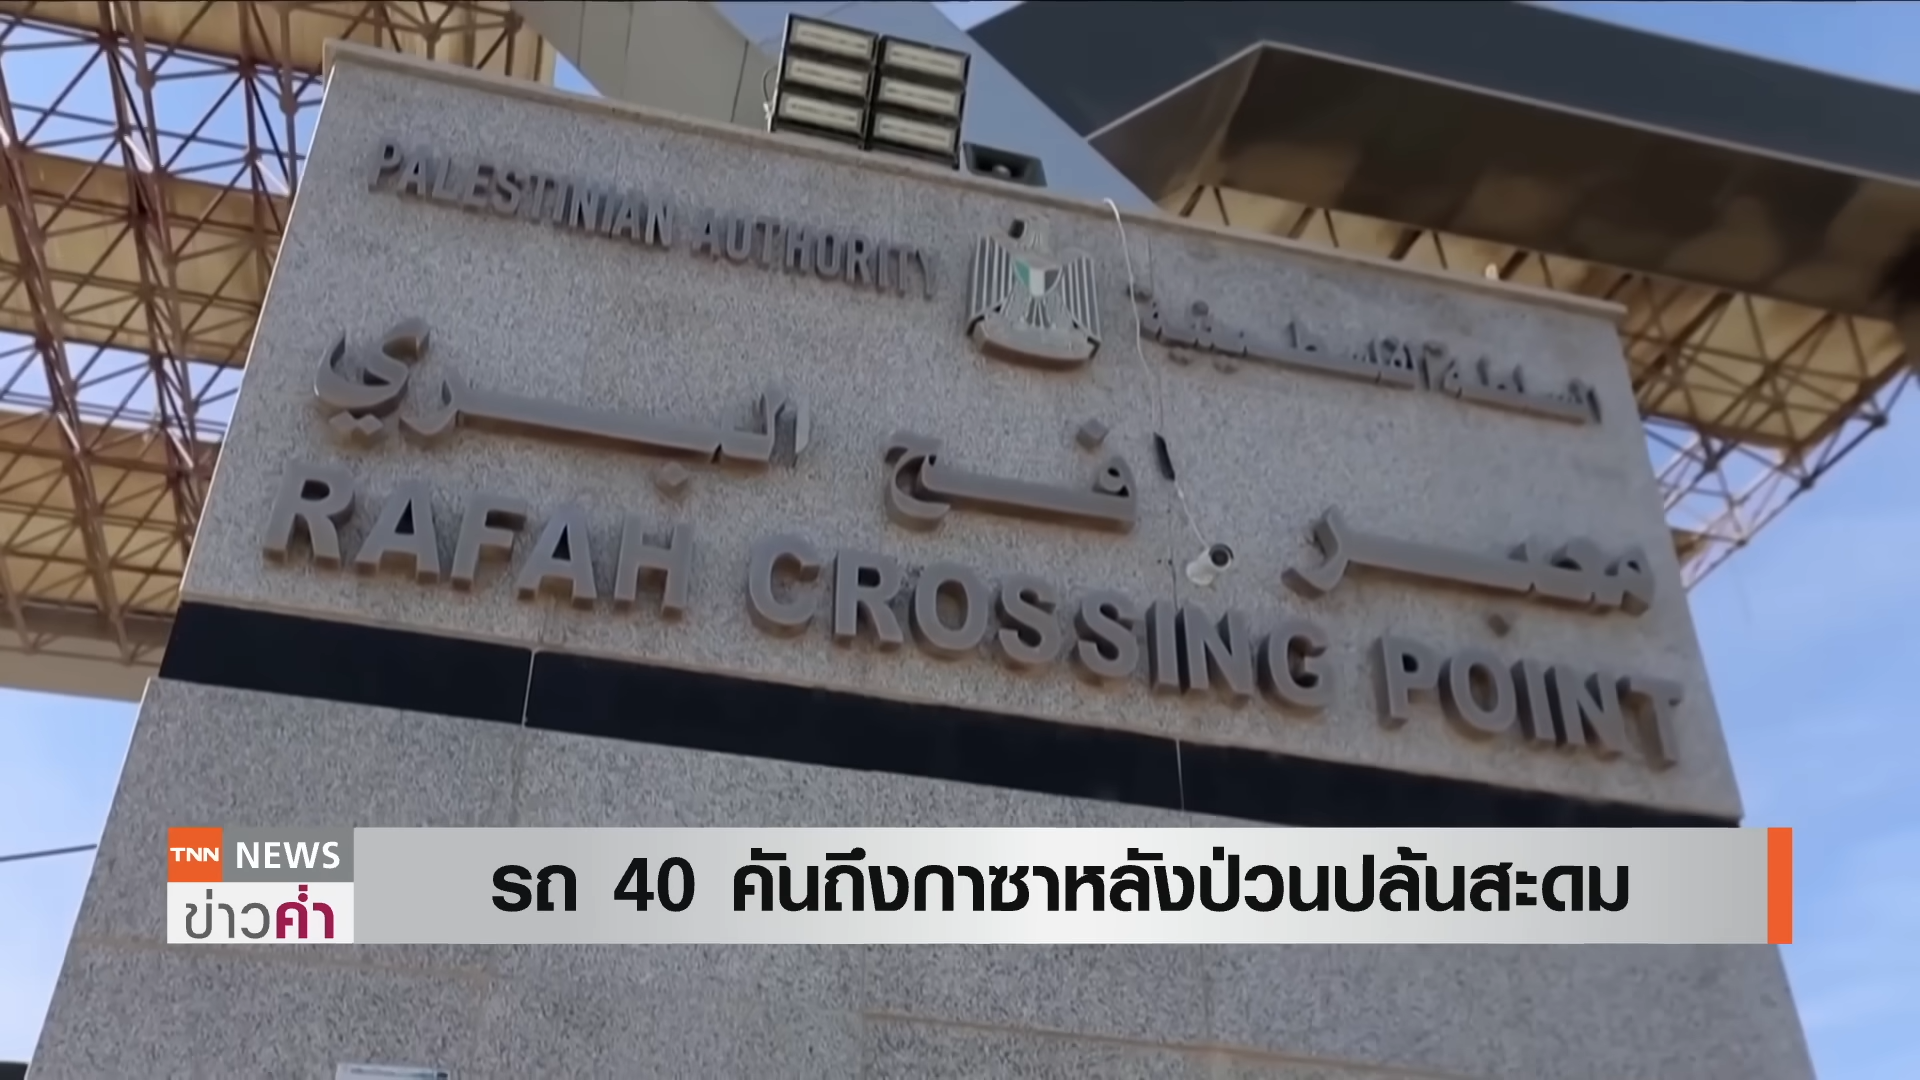 PALESTINIAN AUTHORITY
السلطة الفلسطينية
معبر رفح البري
RAFAH CROSSING POINT
TNN NEWS
ข่าวค่ำ
รถ 40 คันถึงกาซาหลังป่วนปล้นสะดม